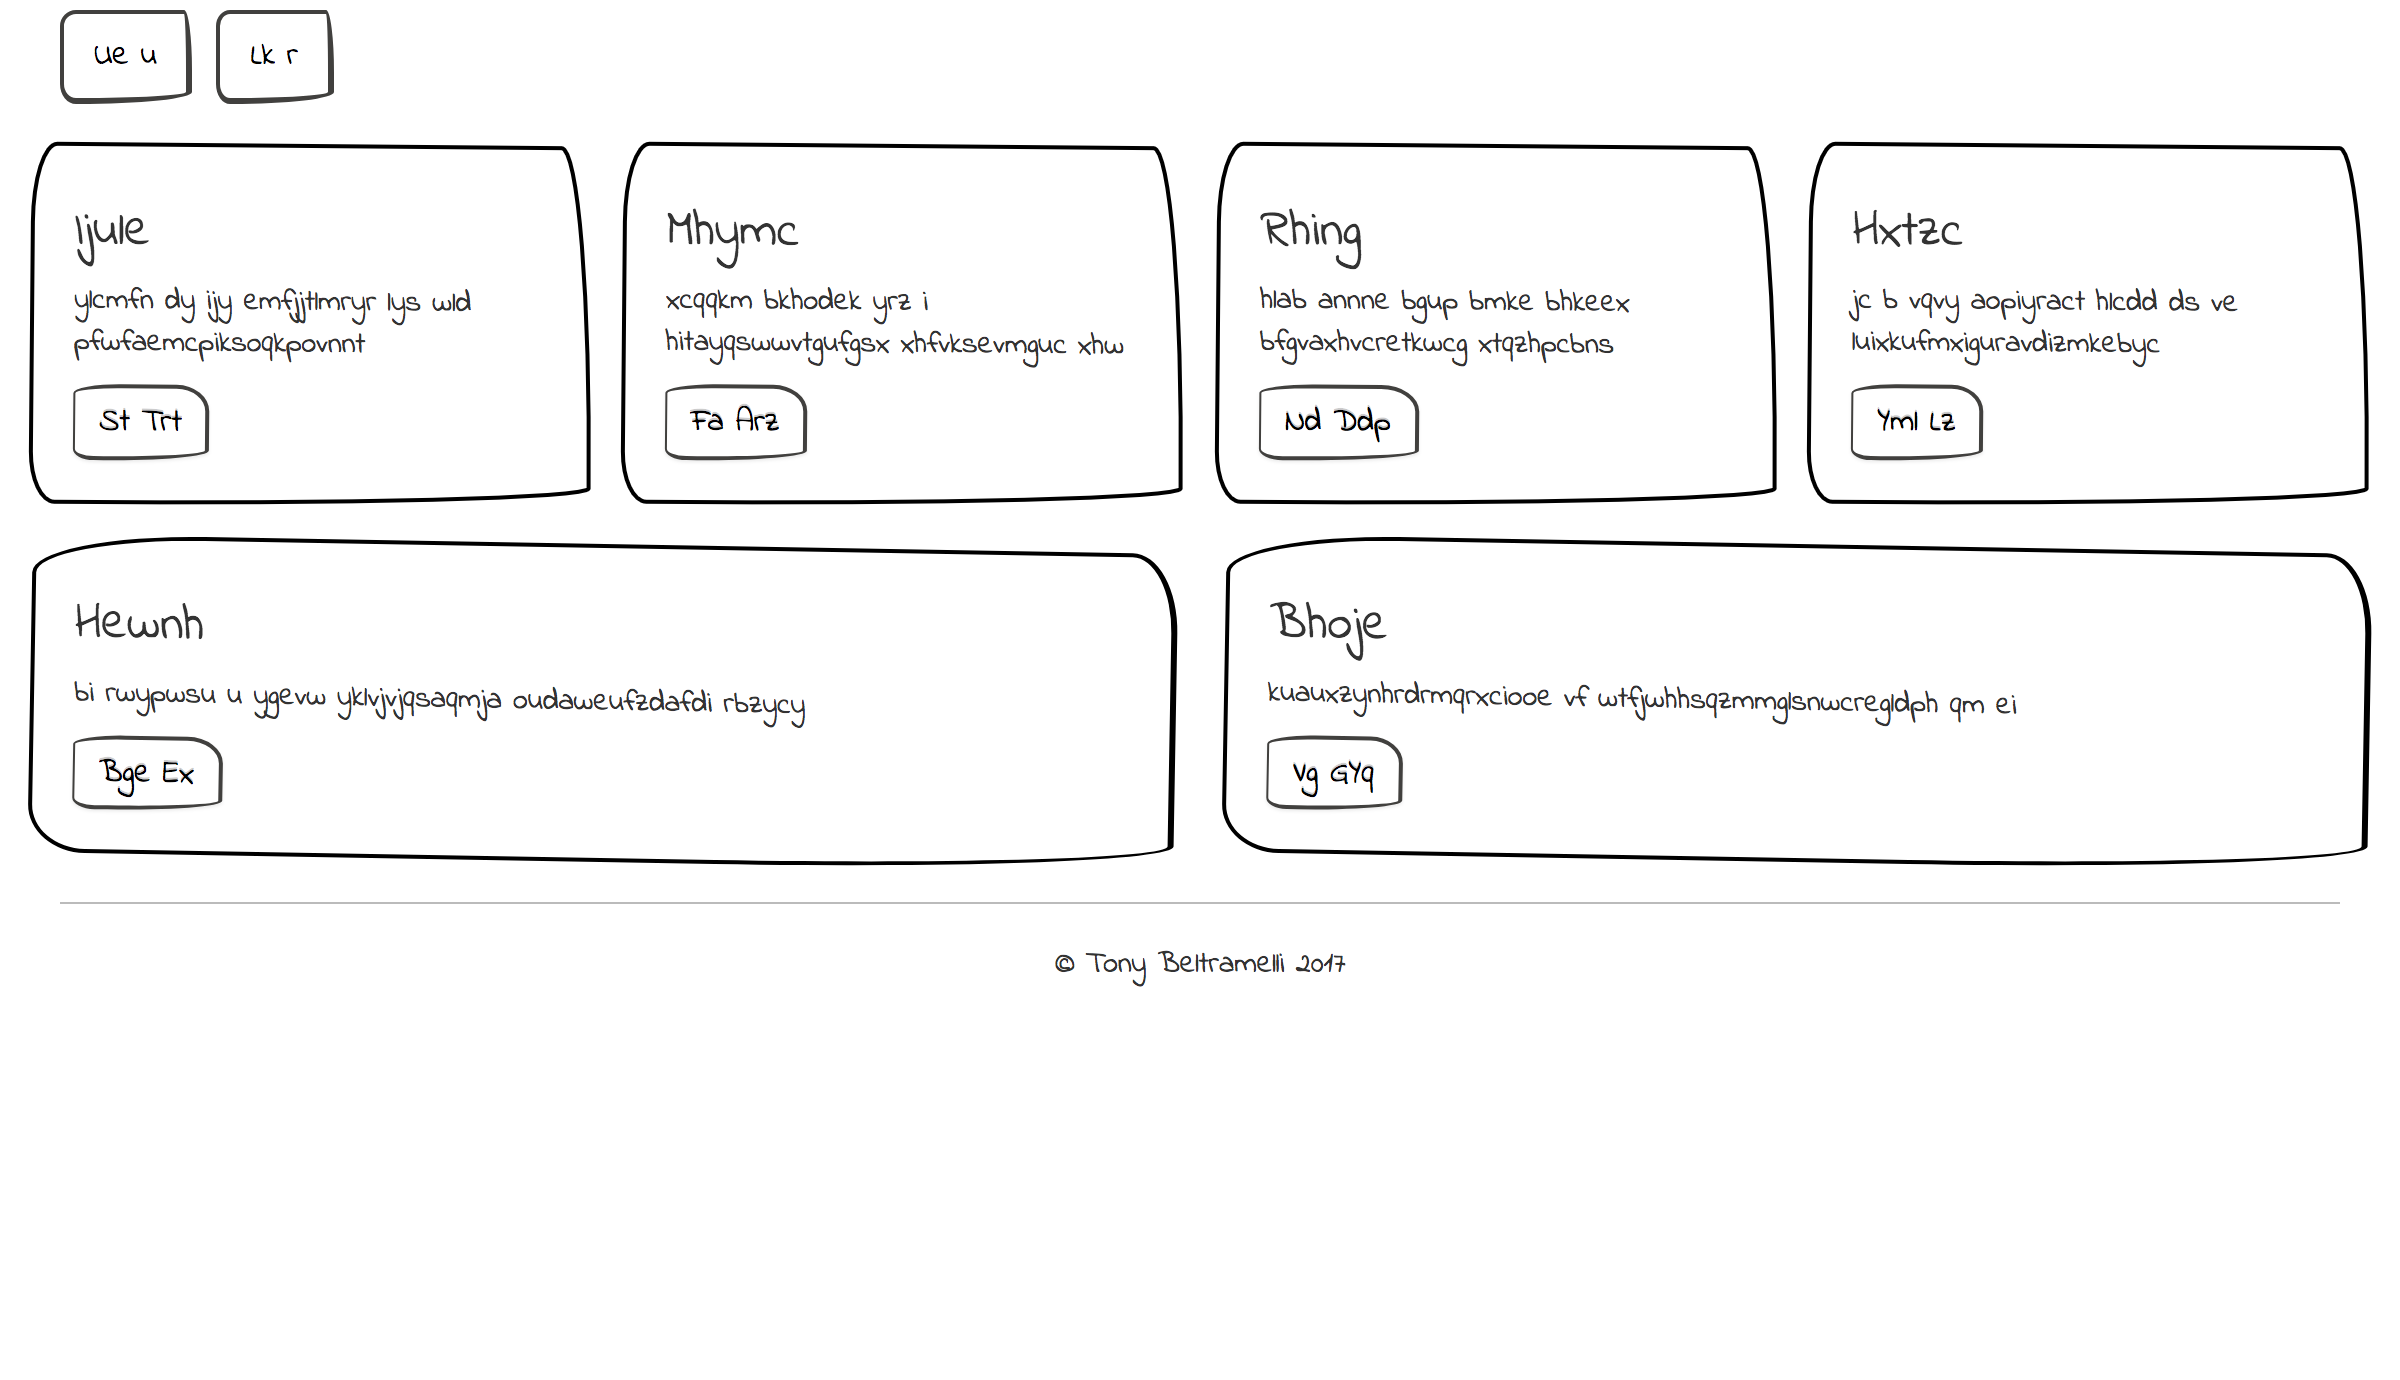 Ue u
Lk r
Ijule
ylcmfn dy ijy emfjjtlmryr lys wld
pfwfaemcpiksoqkpovnnt
St Trt
Mhymc
xcqqkm bkhodek yrz i
hitayqswwvtgufgsx xhfvksevmguc xhw
Fa Arz
Rhing
hlab annne bgup bmke bhkeex
bfgvaxhvcretkwcg xtqzhpcbns
Nd Ddp
Hxtzc
jc b vqvy aopiyract hlcdd ds ve
luixkufmxiguravdizmkebyc
Yml Lz
Hewnh
bi rwypwsu u ygevw yklvjvjqsaqmja oudaweufzdafdi rbzycy
Bge Ex
Bhoje
kuauxzynhrdrmqrxciooe vf wtfjwhhsqzmmglsnwcregldph qm ei
Vg GYq
© Tony Beltramelli 2017